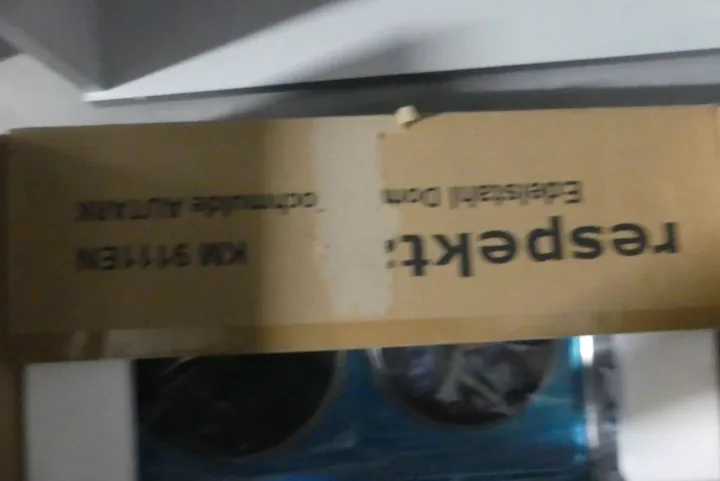 respekt KM 9111EN
Edelstahl Dom ochmulde AUTARK